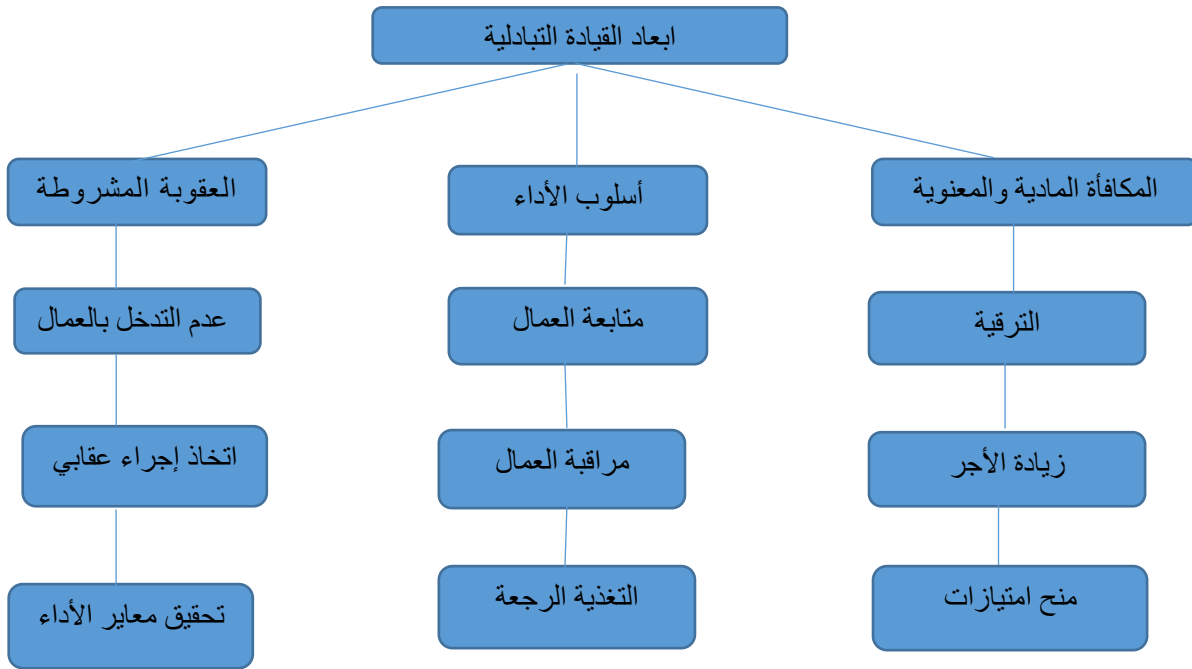 ابعاد القيادة التبادلية
المكافأة المادية والمعنوية
أسلوب الأداء
العقوبة المشروطة
الترقية
متابعة العمال
عدم التدخل بالعمال
زيادة الأجر
مراقبة العمال
اتخاذ إجراء عقابي
منح امتيازات
التغذية الرجعة
تحقيق معاير الأداء